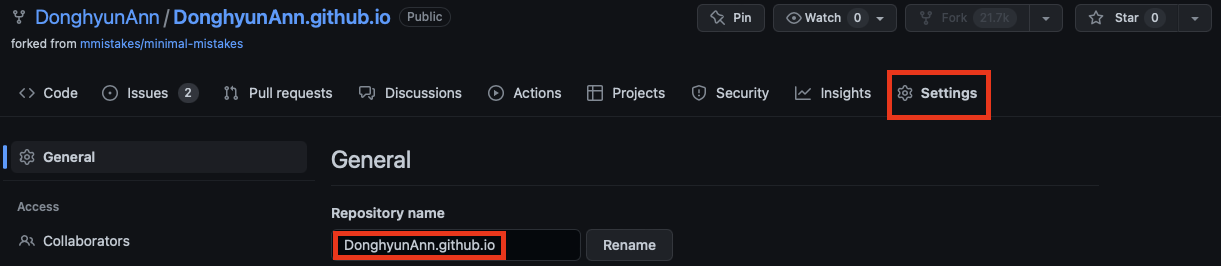 DonghyunAnn / DonghyunAnn.github.io Public Pin Watch 0 Fork 21.7k Star 0
forked from mmistakes/minimal-mistakes
Code Issues 2 Pull requests Discussions Actions Projects Security Insights Settings
General
General
Access
Repository name
Collaborators
DonghyunAnn.github.io Rename